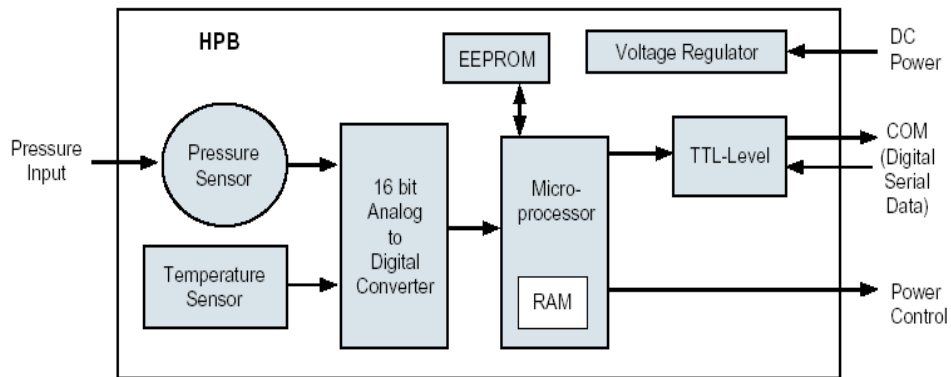 HPB
EEPROM
Voltage Regulator
DC
Power
Pressure
Input
Pressure
Sensor
16 bit
Analog
to
Digital
Converter
Micro-
processor
RAM
TTL-Level
COM
(Digital
Serial
Data)
Temperature
Sensor
Power
Control